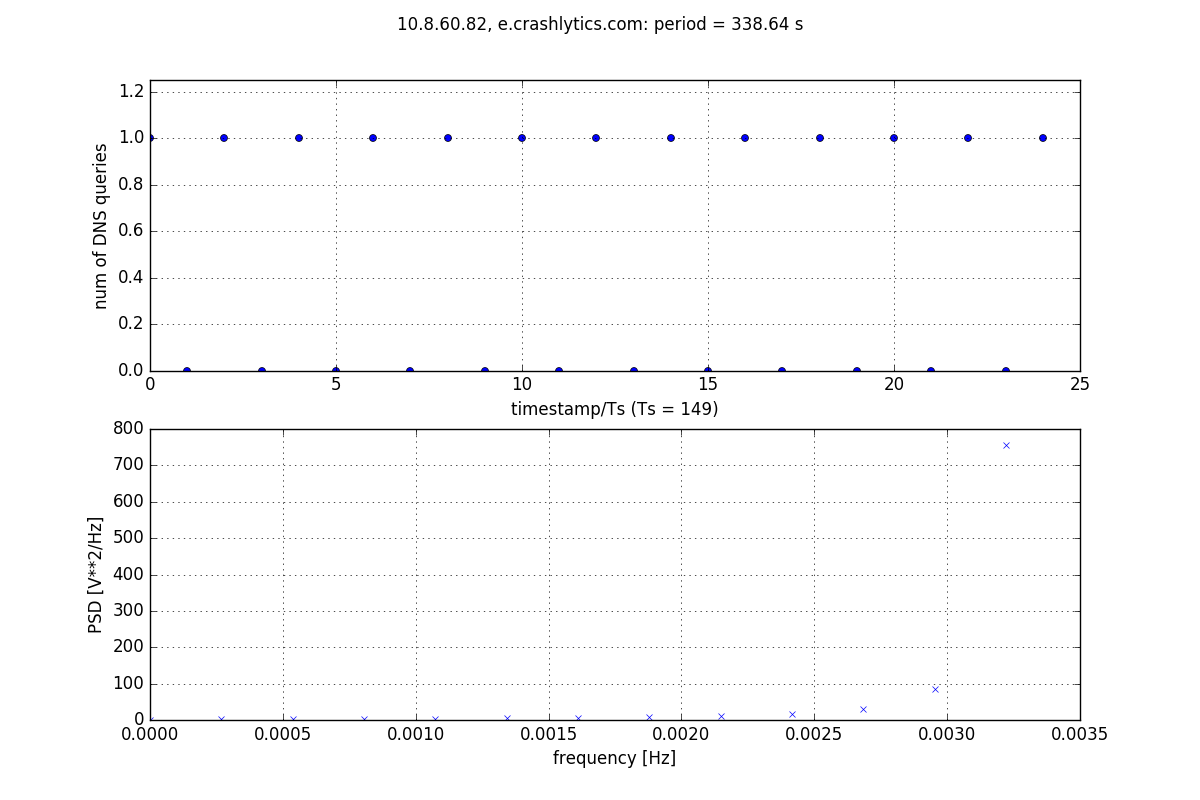 10.8.60.82, e.crashlytics.com: period = 338.64 s
1.2
1.0
0.8
0.6
0.4
0.2
0.0
num of DNS queries
0 5 10 15 20 25
timestamp/Ts (Ts = 149)
800
700
600
500
400
300
200
100
0
PSD [V**2/Hz]
0.0000 0.0005 0.0010 0.0015 0.0020 0.0025 0.0030 0.0035
frequency [Hz]